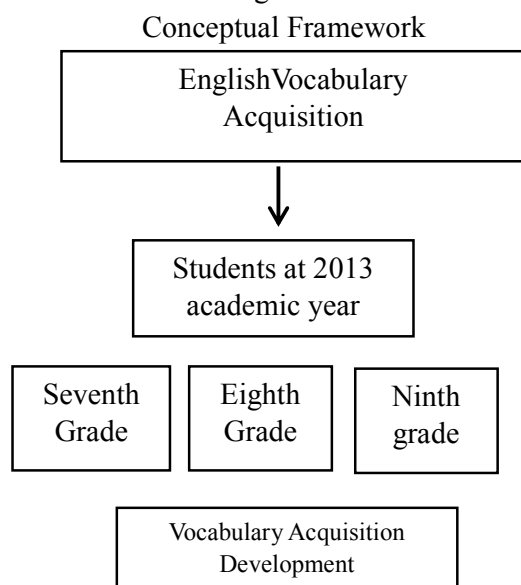 Conceptual Framework
EnglishVocabulary
Acquisition
Students at 2013
academic year
Seventh
Grade
Eighth
Grade
Ninth
grade
Vocabulary Acquisition
Development